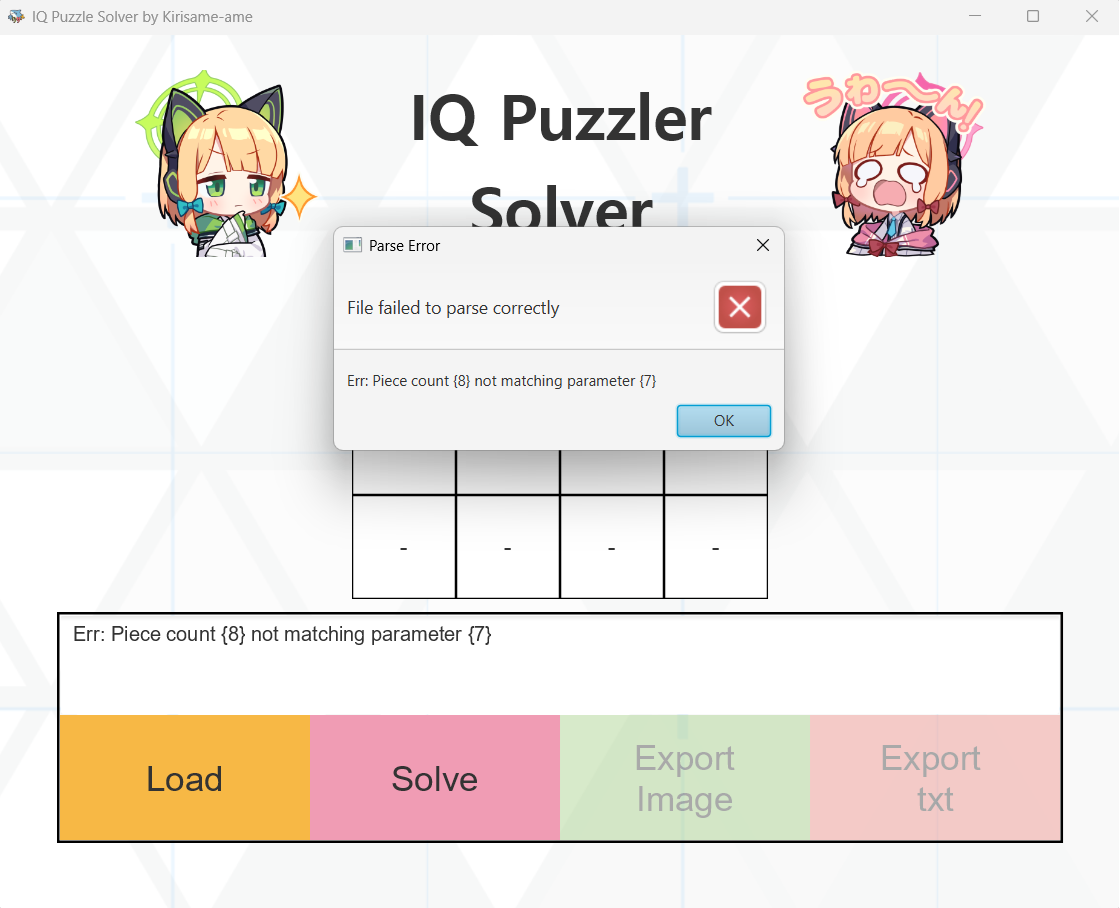 IQ Puzzle Solver by Kirisame-ame
うわ〜〜ん!
IQ Puzzler
Solver
Parse Error
File failed to parse correctly
Err: Piece count {8} not matching parameter {7}
OK
- - - -
Err: Piece count {8} not matching parameter {7}
Load
Solve
Export
Image
Export
txt